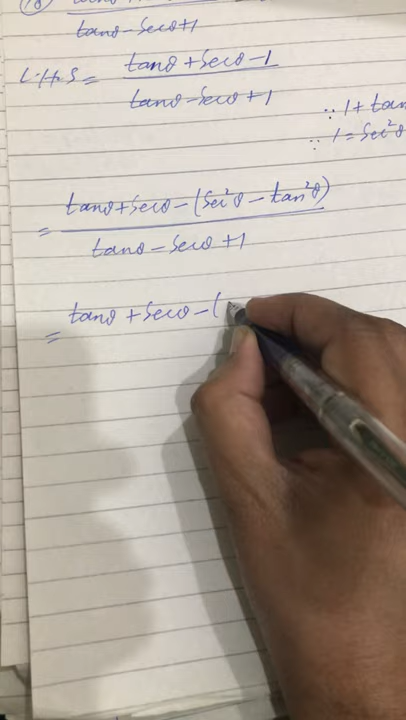 (18)
tanθ - secθ + 1
L.H.S = tanθ + secθ - 1
tanθ - secθ + 1
∵ 1 + tan
∵ 1 = sec²θ
= tanθ + secθ - (sec²θ - tan²θ)
tanθ - secθ + 1
= tanθ + secθ - (